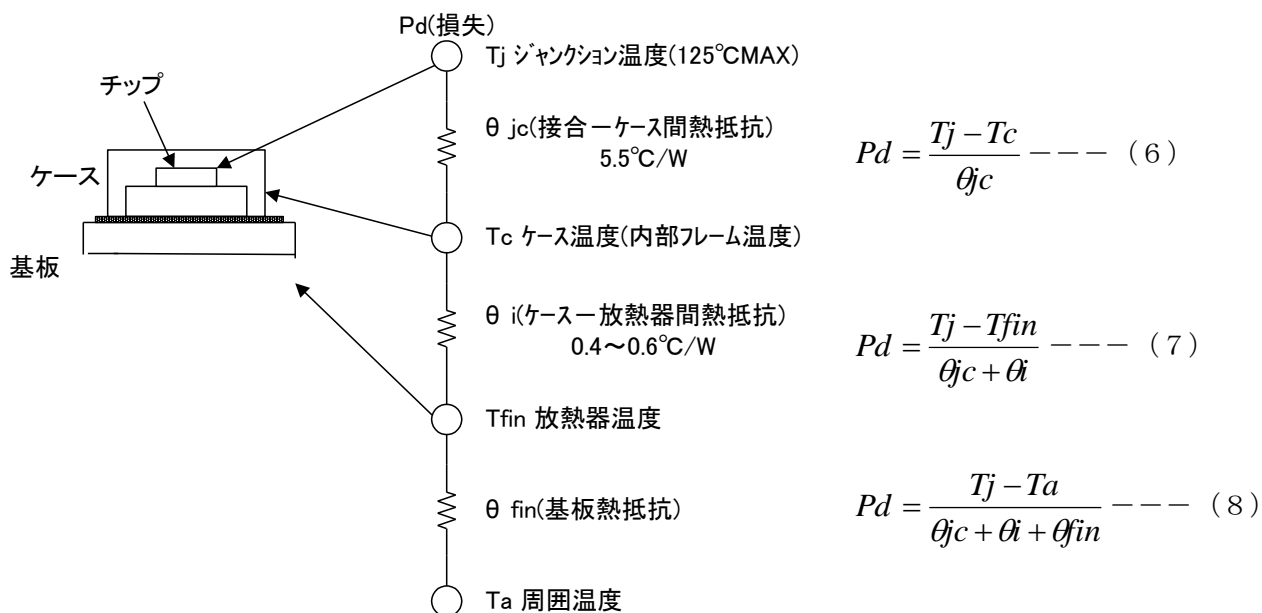 Pd(損失)
Tj ジャンクション温度(125℃MAX)
チップ
θ jc(接合ーケース間熱抵抗)
5.5℃/W
Pd = \frac{Tj - Tc}{θjc} --- (6)
ケース
Tc ケース温度(内部フレーム温度)
基板
θ i(ケースー放熱器間熱抵抗)
0.4~0.6℃/W
Pd = \frac{Tj - Tfin}{θjc + θi} --- (7)
Tfin 放熱器温度
θ fin(基板熱抵抗)
Pd = \frac{Tj - Ta}{θjc + θi + θfin} --- (8)
Ta 周囲温度